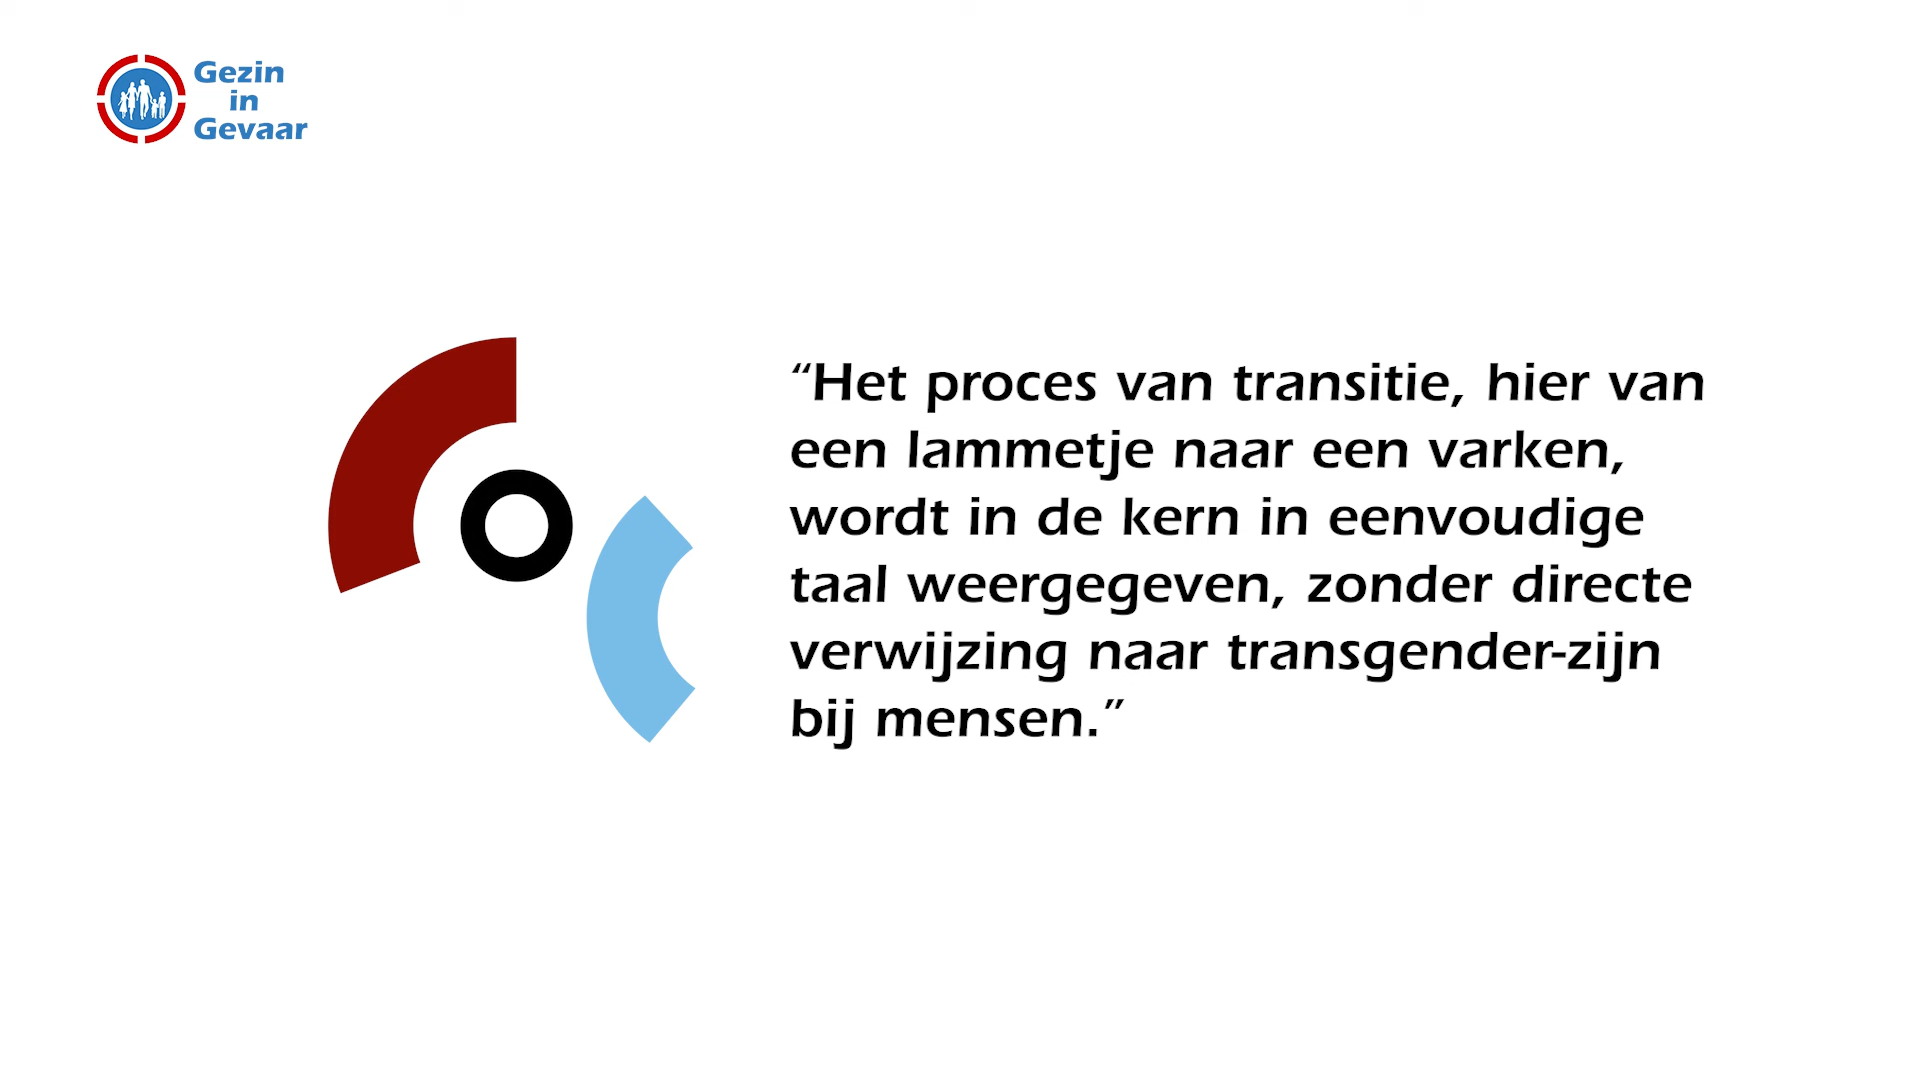 Gezin
in
Gevaar
“Het proces van transitie, hier van
een lammetje naar een varken,
wordt in de kern in eenvoudige
taal weergegeven, zonder directe
verwijzing naar transgender-zijn
bij mensen.”